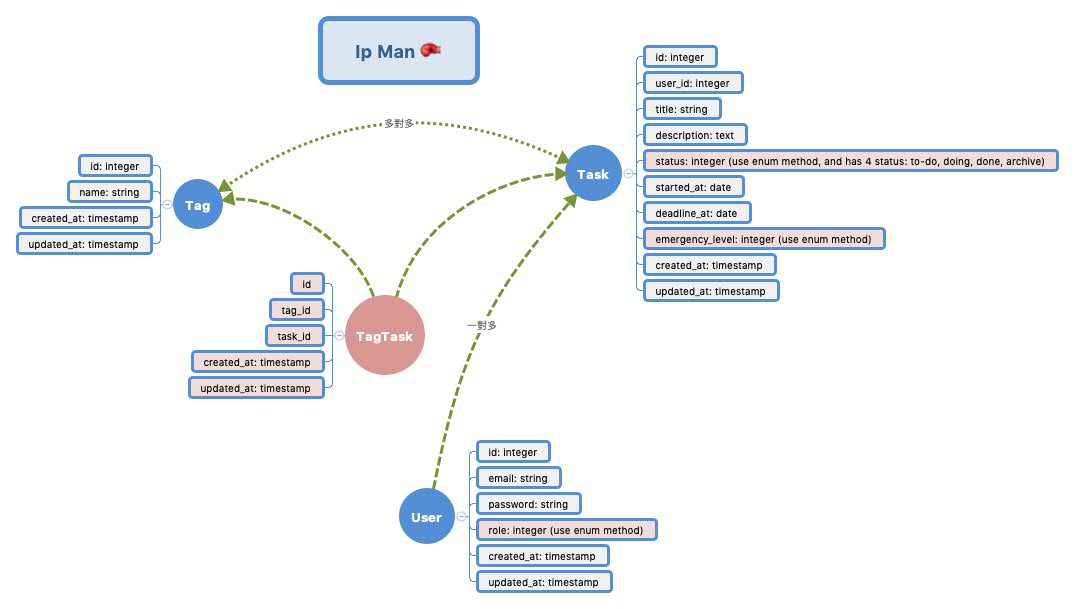 Ip Man 🥊
多對多
Tag
id: integer
name: string
created_at: timestamp
updated_at: timestamp
Task
id: integer
user_id: integer
title: string
description: text
status: integer (use enum method, and has 4 status: to-do, doing, done, archive)
started_at: date
deadline_at: date
emergency_level: integer (use enum method)
created_at: timestamp
updated_at: timestamp
TagTask
id
tag_id
task_id
created_at: timestamp
updated_at: timestamp
一對多
User
id: integer
email: string
password: string
role: integer (use enum method)
created_at: timestamp
updated_at: timestamp